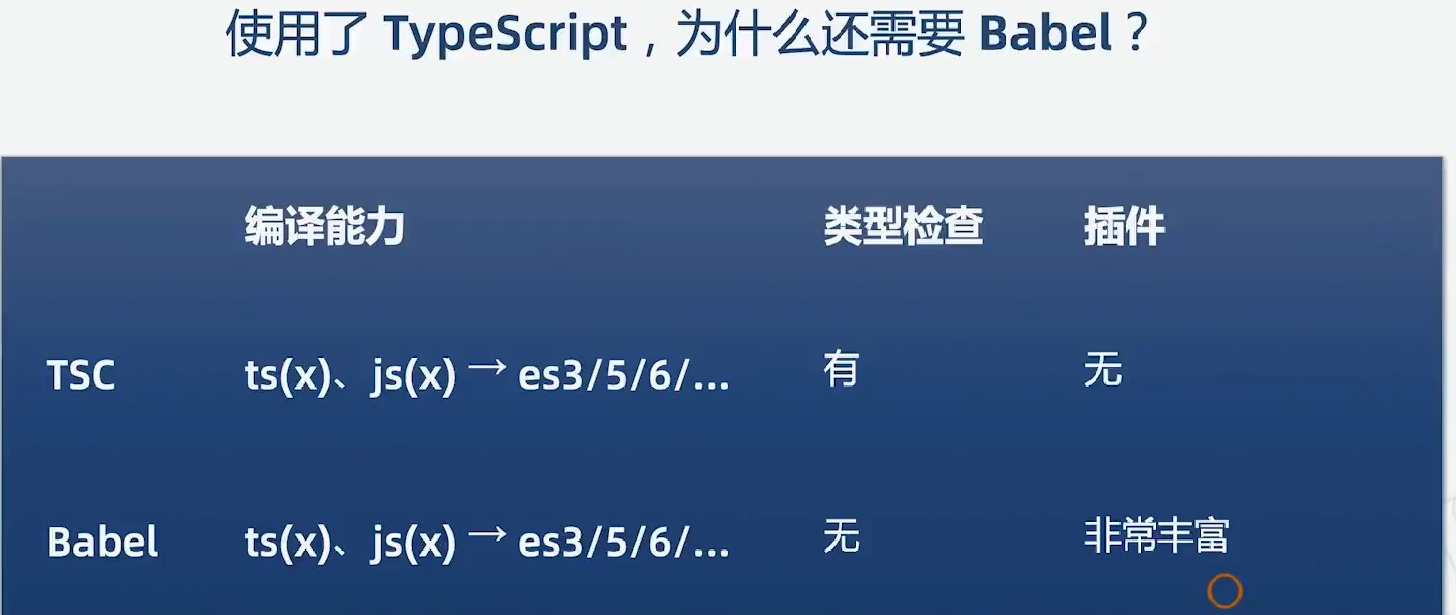 使用了 TypeScript，为什么还需要 Babel？
编译能力 类型检查 插件
TSC ts(x)、js(x) → es3/5/6/... 有 无
Babel ts(x)、js(x) → es3/5/6/... 无 非常丰富